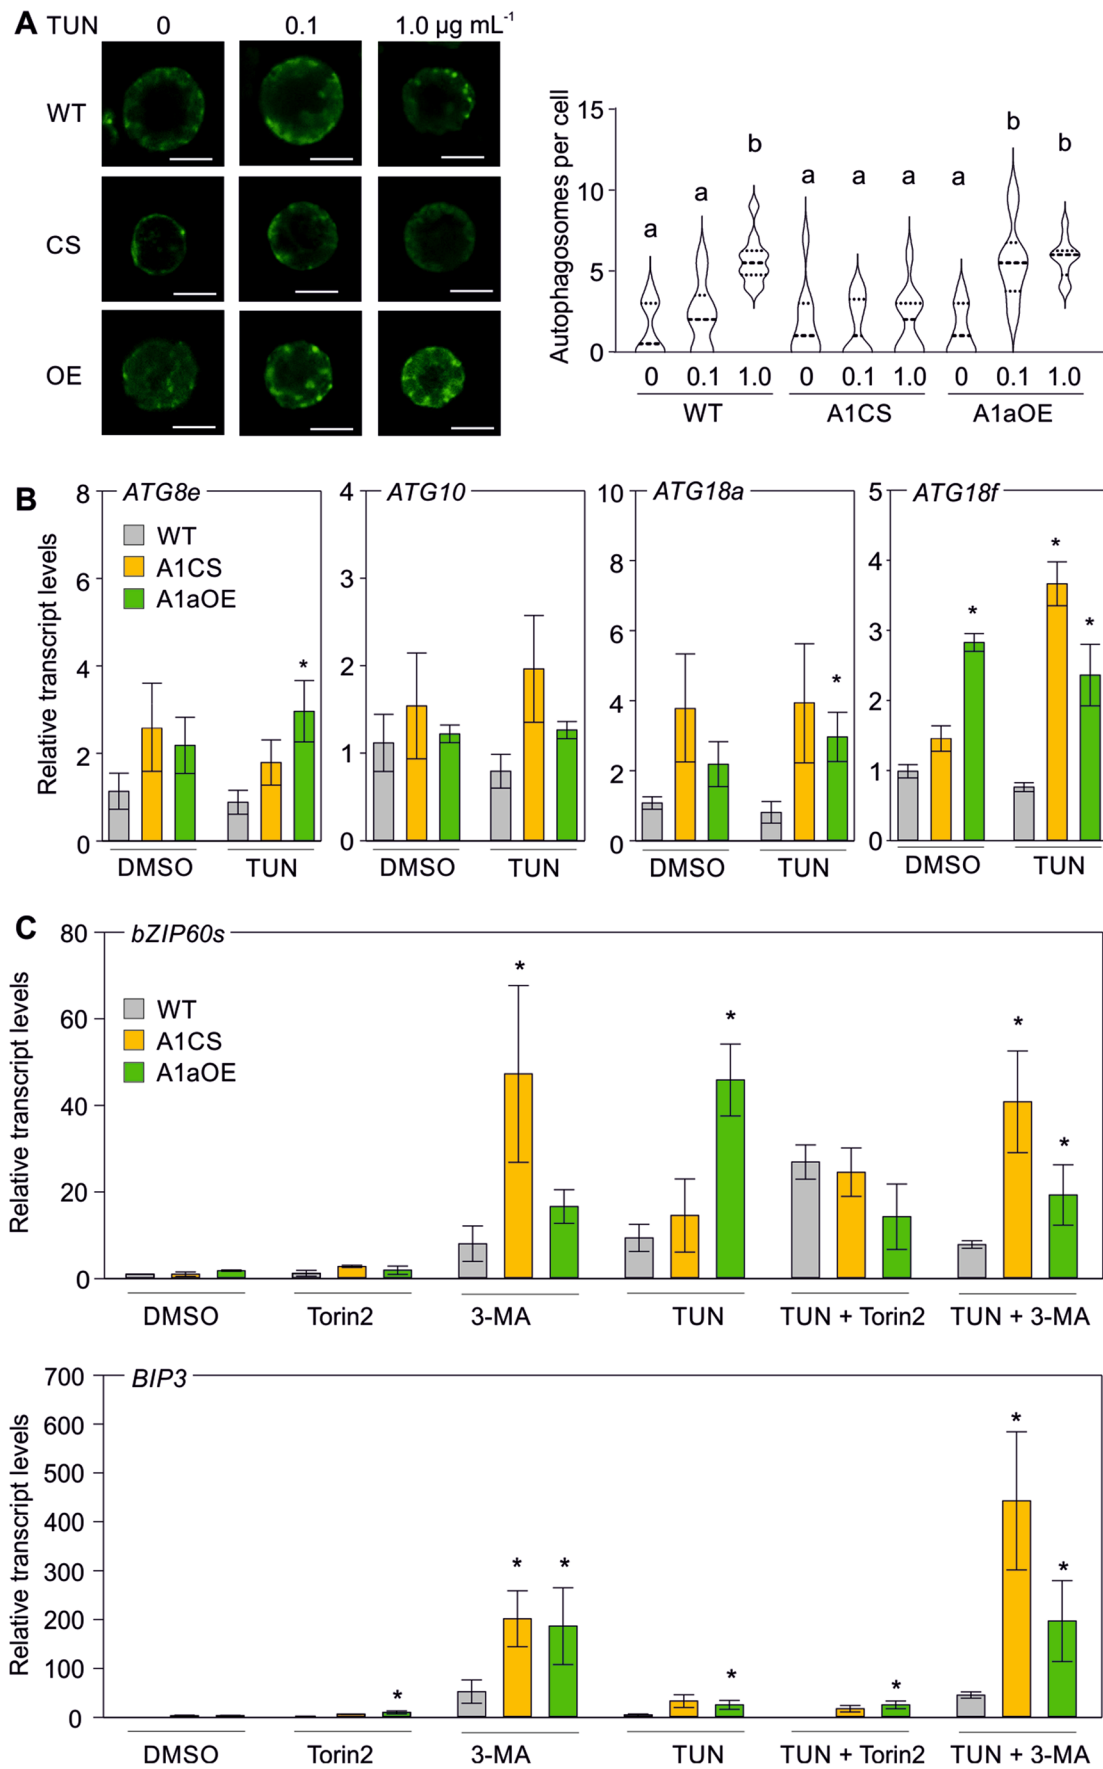 A TUN 0 0.1 1.0 µg mL⁻¹
WT
CS
OE
Autophagosomes per cell
15
10
5
0
a a b a a a a b b
0 0.1 1.0 0 0.1 1.0 0 0.1 1.0
WT A1CS A1aOE
B
Relative transcript levels
ATG8e
8
6
4
2
0
WT
A1CS
A1aOE
*
DMSO TUN
ATG10
4
3
2
1
0
DMSO TUN
ATG18a
10
8
6
4
2
0
*
DMSO TUN
ATG18f
5
4
3
2
1
0
* * *
DMSO TUN
C
Relative transcript levels
bZIP60s
80
60
40
20
0
WT
A1CS
A1aOE
* * * *
DMSO Torin2 3-MA TUN TUN + Torin2 TUN + 3-MA
Relative transcript levels
BIP3
700
600
500
400
300
200
100
0
* * * * * * *
DMSO Torin2 3-MA TUN TUN + Torin2 TUN + 3-MA